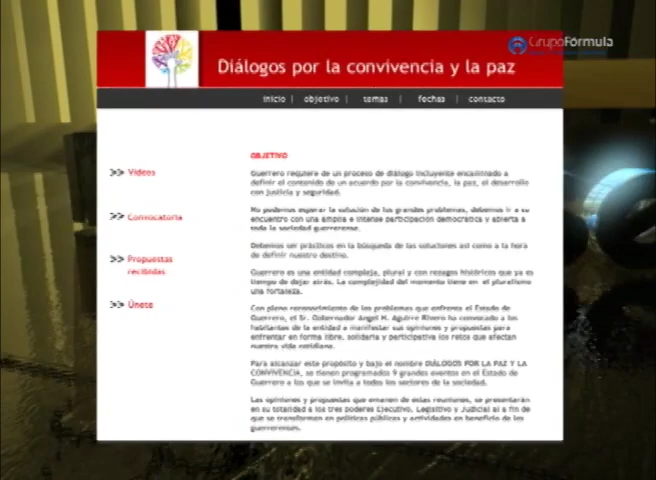 GrupoFórmula
Diálogos por la convivencia y la paz
inicio | objetivo | temas | fechas | contacto
OBJETIVO
>> Videos
>> Convocatoria
>> Propuestas
recibidas
>> Únete
Guerrero requiere de un proceso de diálogo incluyente encaminado a
definir el contenido de un acuerdo por la convivencia, la paz, el desarrollo
con justicia y seguridad.
No podemos esperar la solución de los grandes problemas, debemos ir a su
encuentro con una amplia e intensa participación democrática y abierta a
toda la sociedad guerrerense.
Debemos ser prácticos en la búsqueda de las soluciones así como a la hora
de definir nuestro destino.
Guerrero es una entidad compleja, plural y con rezagos históricos que ya es
tiempo de dejar atrás. La complejidad del momento tiene en el pluralismo
una fortaleza.
Con pleno reconocimiento de los problemas que enfrenta el Estado de
Guerrero, el Sr. Gobernador Ángel H. Aguirre Rivero ha convocado a los
habitantes de la entidad a manifestar sus opiniones y propuestas para
enfrentar en forma libre, solidaria y participativa los retos que afectan
nuestra vida cotidiana.
Para alcanzar este propósito y bajo el nombre DIÁLOGOS POR LA PAZ Y LA
CONVIVENCIA, se tienen programados 9 grandes eventos en el Estado de
Guerrero a los que se invita a todos los sectores de la sociedad.
Las opiniones y propuestas que emanen de estas reuniones, se presentarán
en su totalidad a los tres poderes Ejecutivo, Legislativo y Judicial al a fin de
que se transformen en políticas públicas y actividades en beneficio de los
guerrerenses.